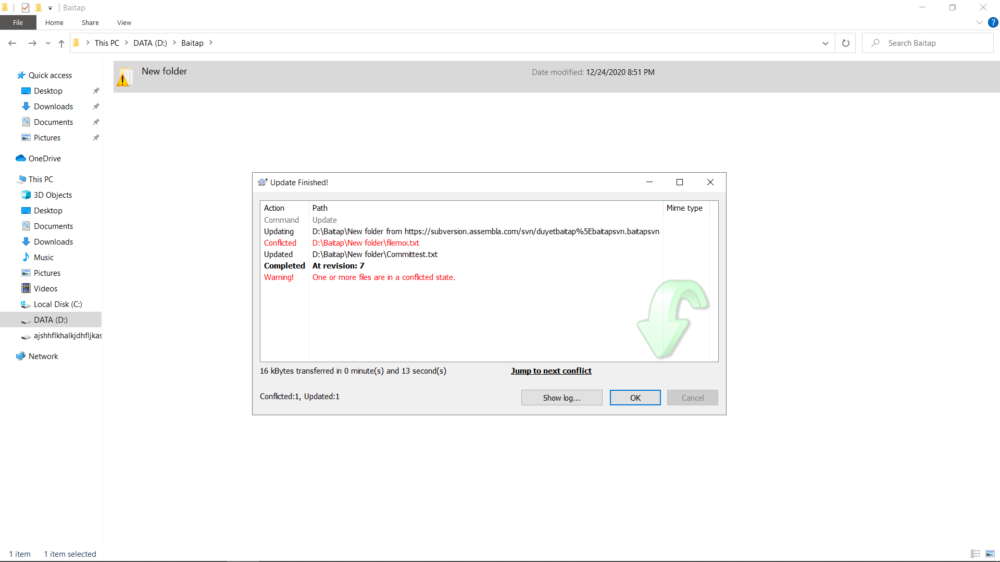 Baitap
File Home Share View
This PC DATA (D:) Baitap
Search Baitap
Quick access
Desktop
Downloads
Documents
Pictures
OneDrive
This PC
3D Objects
Desktop
Documents
Downloads
Music
Pictures
Videos
Local Disk (C:)
DATA (D:)
ajshhflkhalkjdhfljkas
Network
New folder Date modified: 12/24/2020 8:51 PM
Update Finished!
Action Path Mime type
Command Update
Updating D:\Baitap\New folder from https://subversion.assembla.com/svn/duyetbaitap%5Ebaitapsvn.baitapsvn
Conflicted D:\Baitap\New folder\filemoi.txt
Updated D:\Baitap\New folder\Committest.txt
Completed At revision: 7
Warning! One or more files are in a conflicted state.
16 kBytes transferred in 0 minute(s) and 13 second(s) Jump to next conflict
Conflicted:1, Updated:1
Show log... OK Cancel
1 item 1 item selected